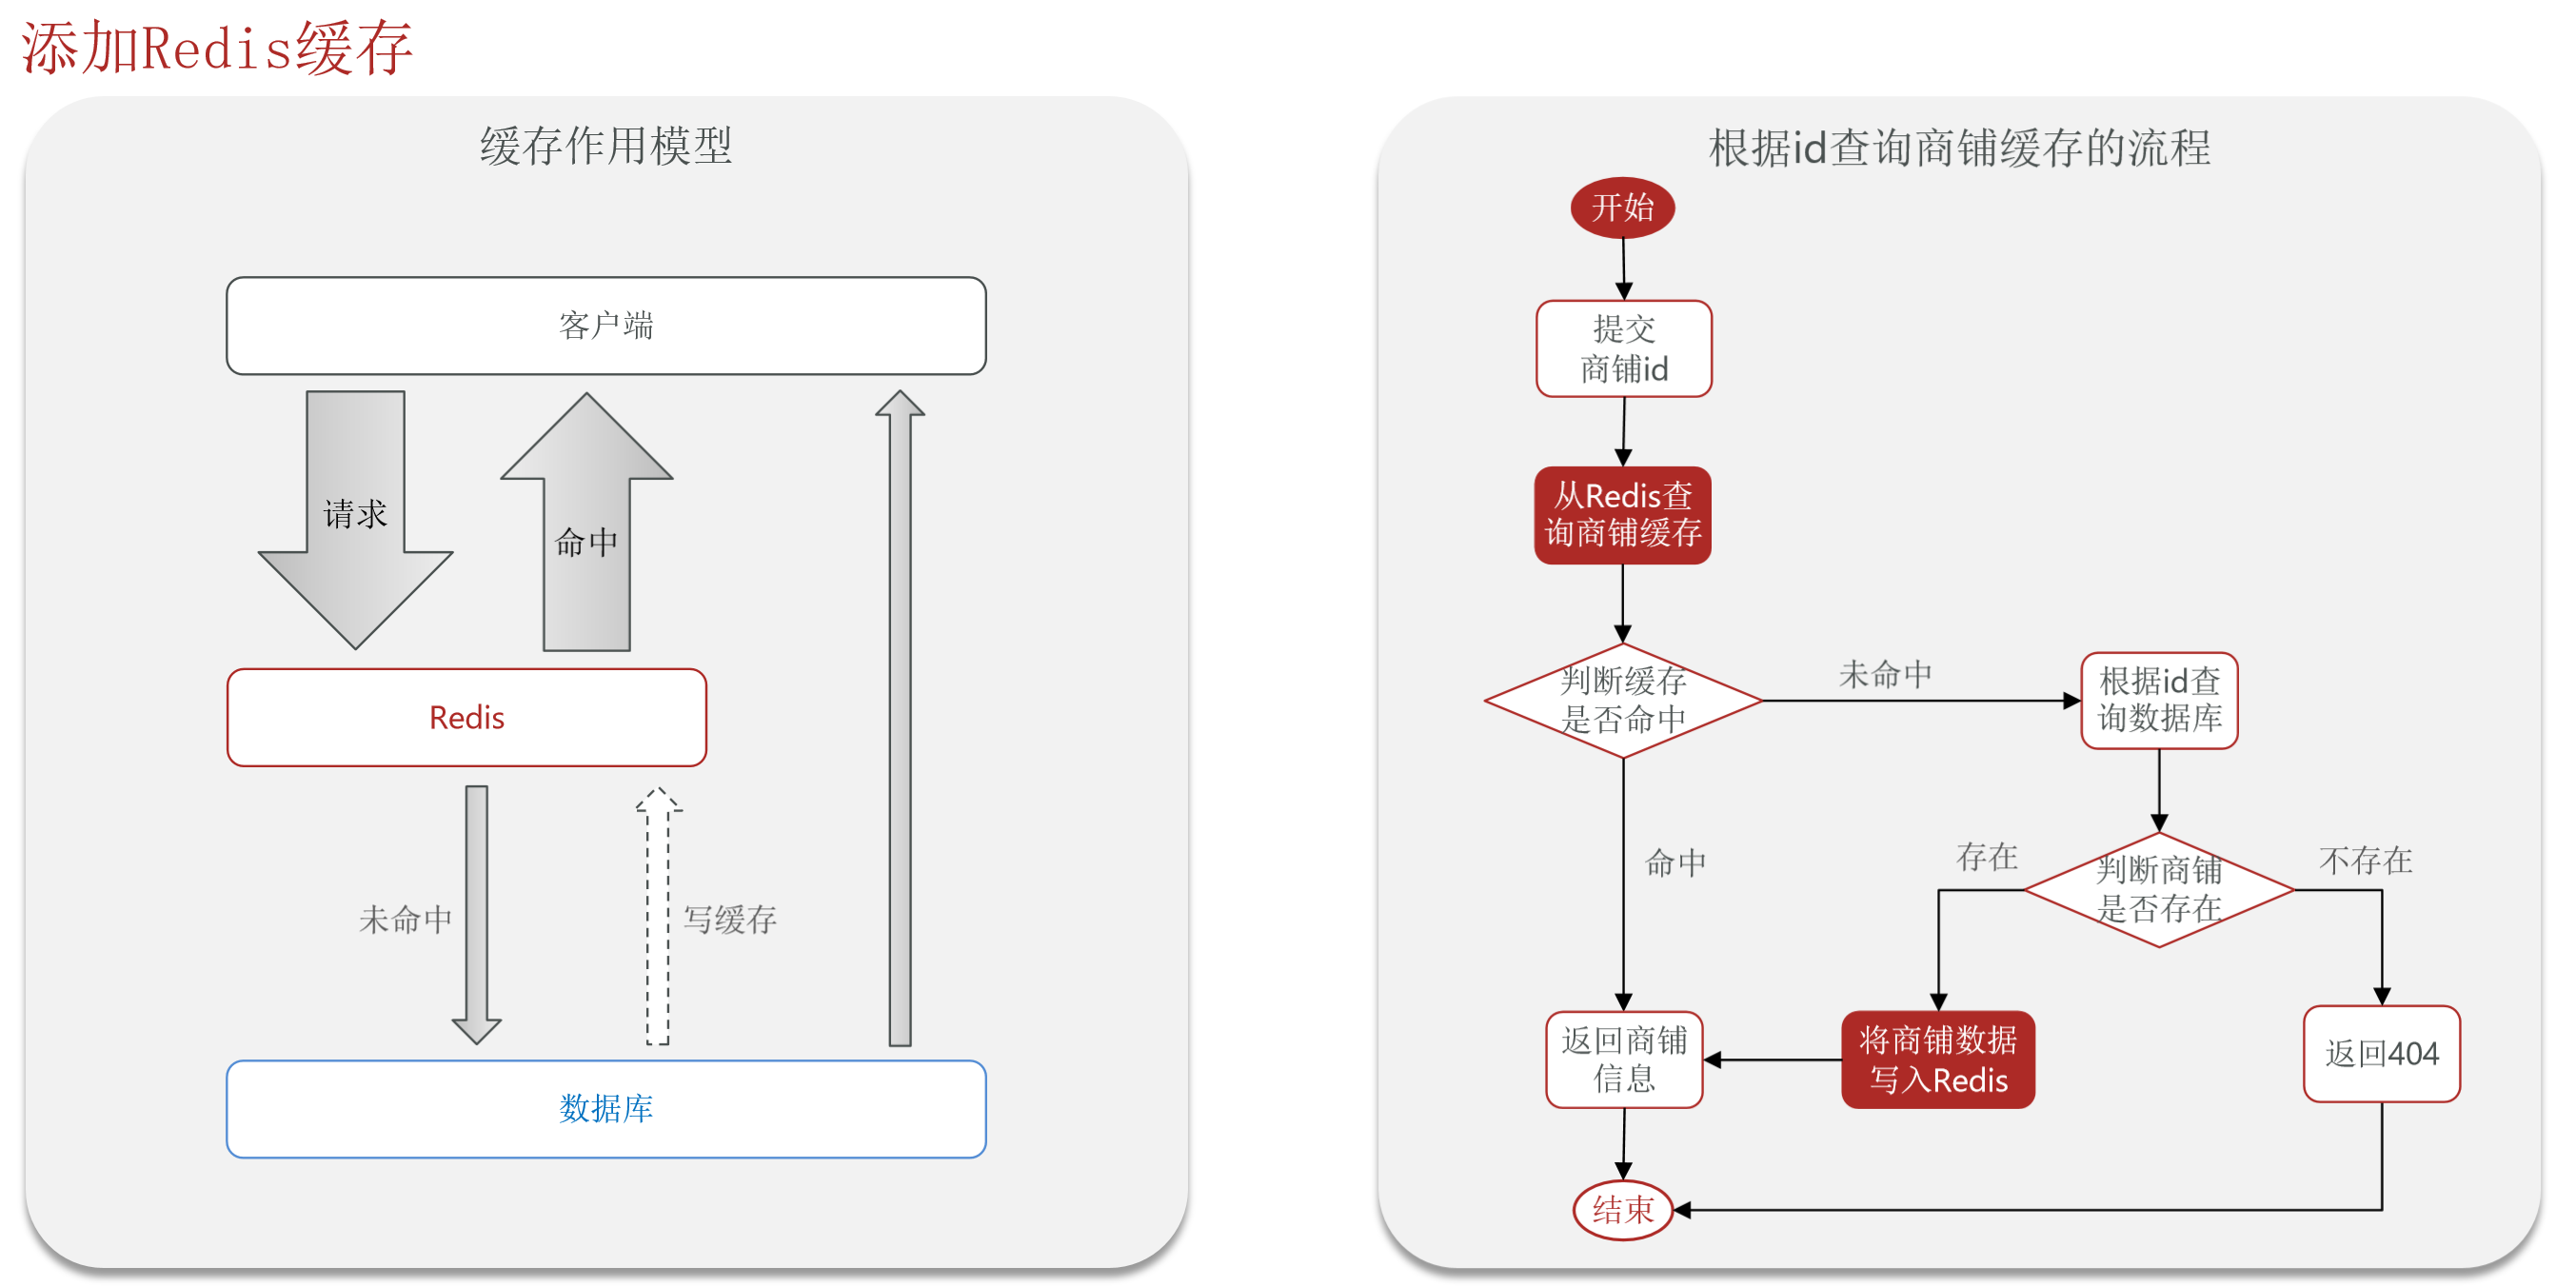 添加Redis缓存
缓存作用模型
客户端
请求
命中
Redis
未命中
写缓存
数据库
根据id查询商铺缓存的流程
开始
提交
商铺id
从Redis查
询商铺缓存
判断缓存
是否命中
未命中
根据id查
询数据库
命中
存在
判断商铺
是否存在
不存在
返回商铺
信息
将商铺数据
写入Redis
返回404
结束